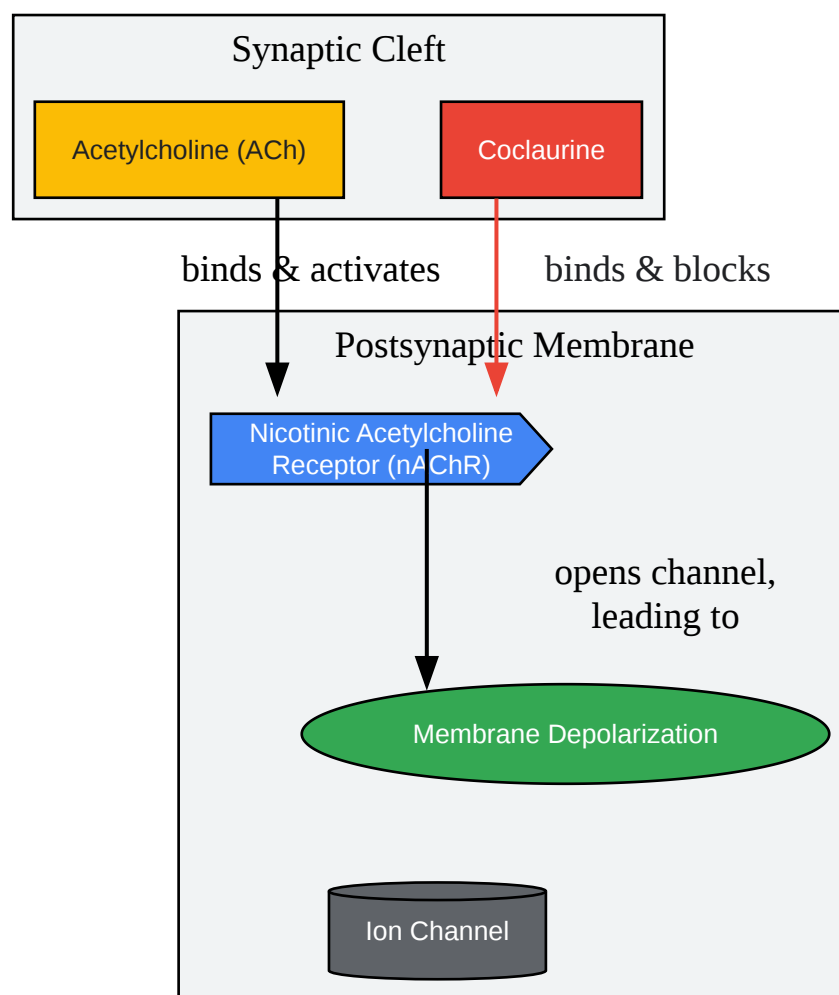 Synaptic Cleft
Acetylcholine (ACh)
Coclaurine
binds & activates
binds & blocks
Postsynaptic Membrane
Nicotinic Acetylcholine
Receptor (nAChR)
opens channel,
leading to
Membrane Depolarization
Ion Channel